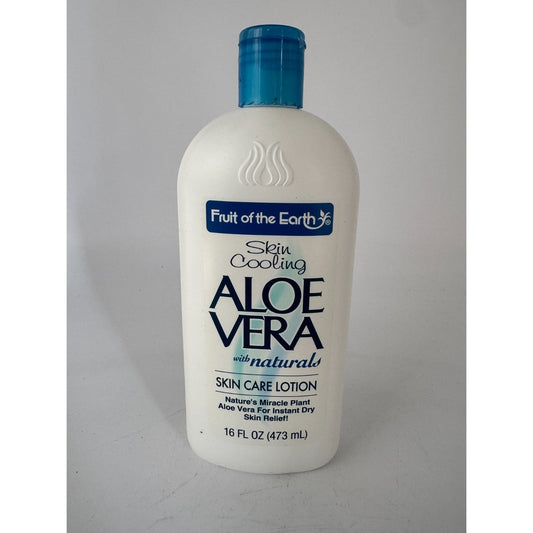 Fruit of the Earth®
Skin
Cooling
ALOE
VERA
with naturals
SKIN CARE LOTION
Nature's Miracle Plant
Aloe Vera For Instant Dry
Skin Relief!
16 FL OZ (473 mL)